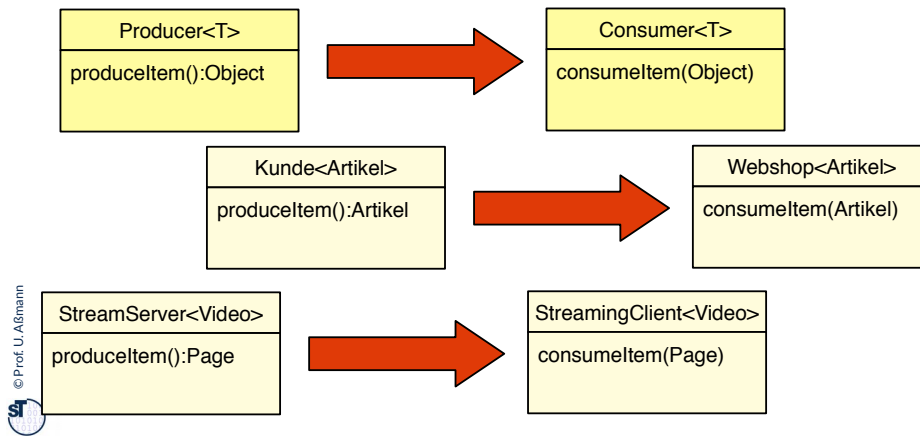 Producer<T>
produceItem():Object
Consumer<T>
consumeItem(Object)
Kunde<Artikel>
produceItem():Artikel
Webshop<Artikel>
consumeItem(Artikel)
StreamServer<Video>
produceItem():Page
StreamingClient<Video>
consumeItem(Page)
© Prof. U. Aßmann
ST